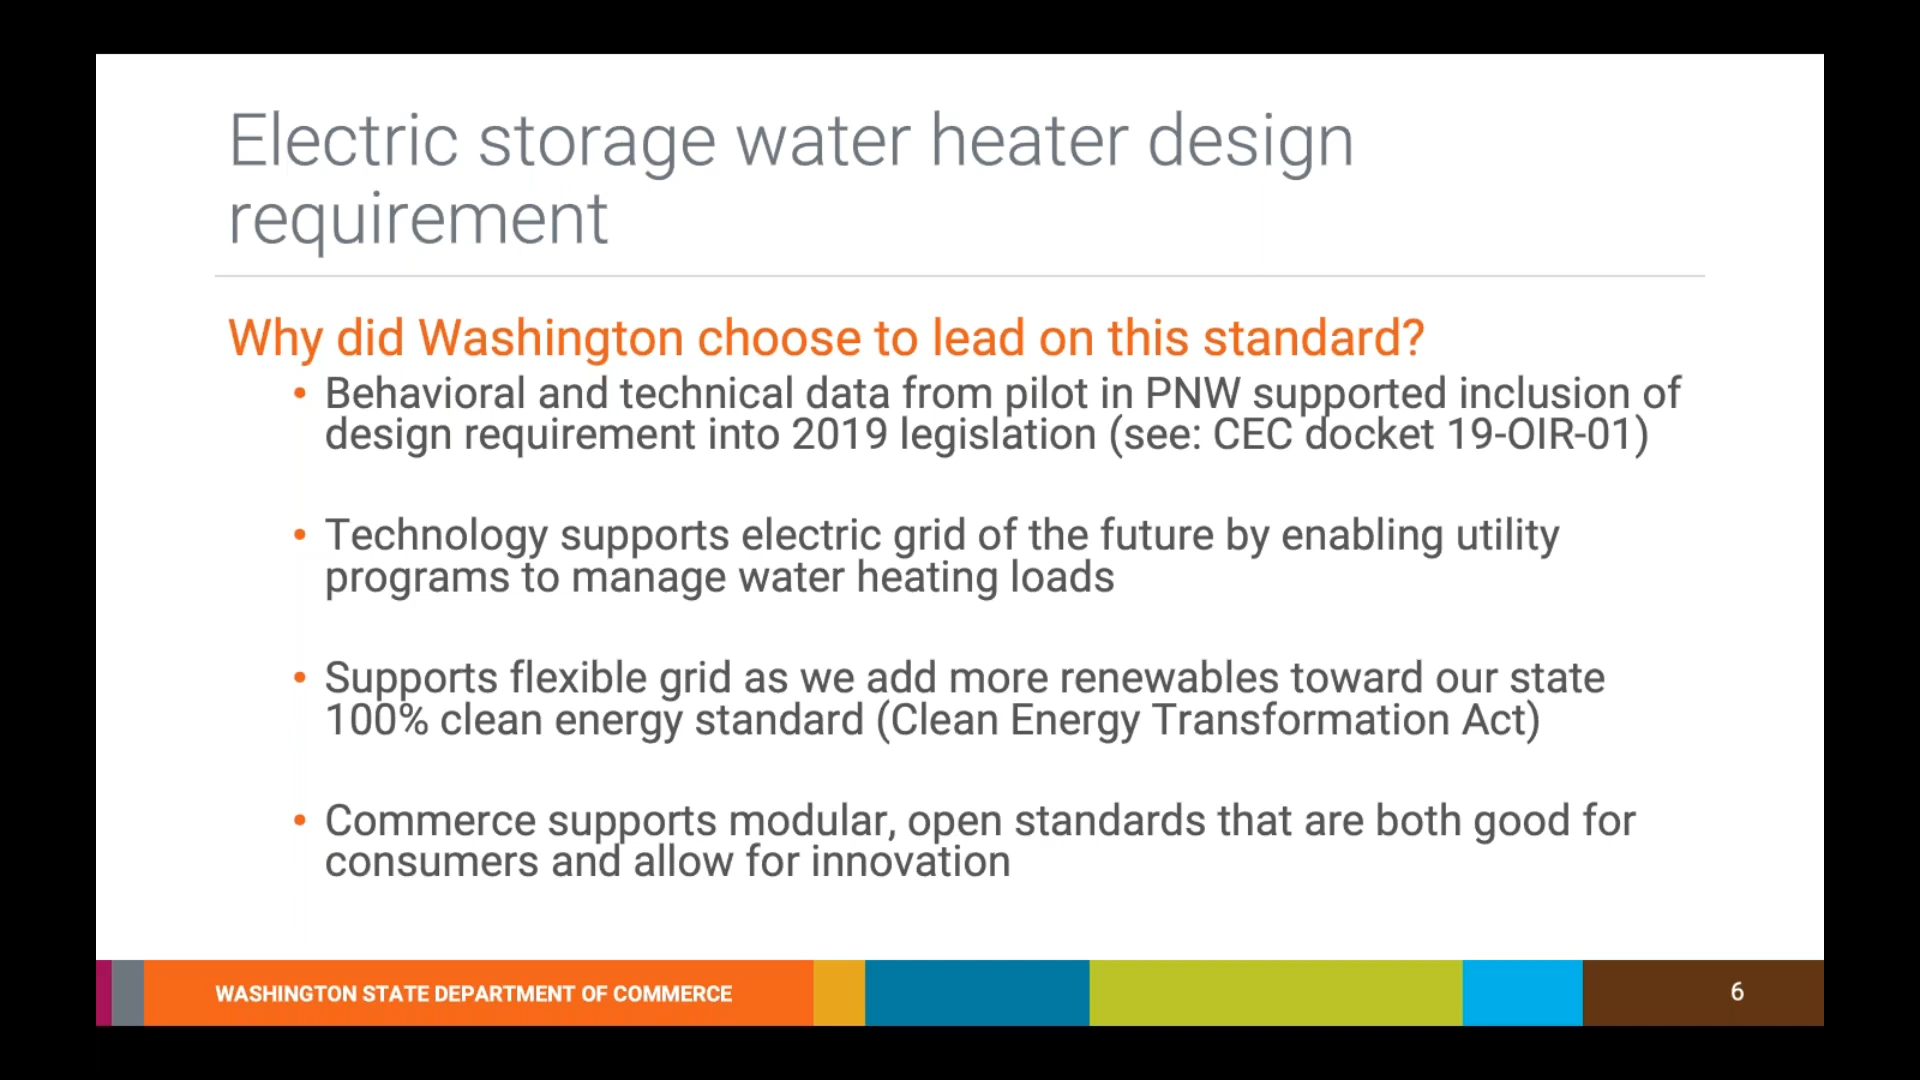 Electric storage water heater design
requirement
Why did Washington choose to lead on this standard?
• Behavioral and technical data from pilot in PNW supported inclusion of
design requirement into 2019 legislation (see: CEC docket 19-OIR-01)
• Technology supports electric grid of the future by enabling utility
programs to manage water heating loads
• Supports flexible grid as we add more renewables toward our state
100% clean energy standard (Clean Energy Transformation Act)
• Commerce supports modular, open standards that are both good for
consumers and allow for innovation
WASHINGTON STATE DEPARTMENT OF COMMERCE
6